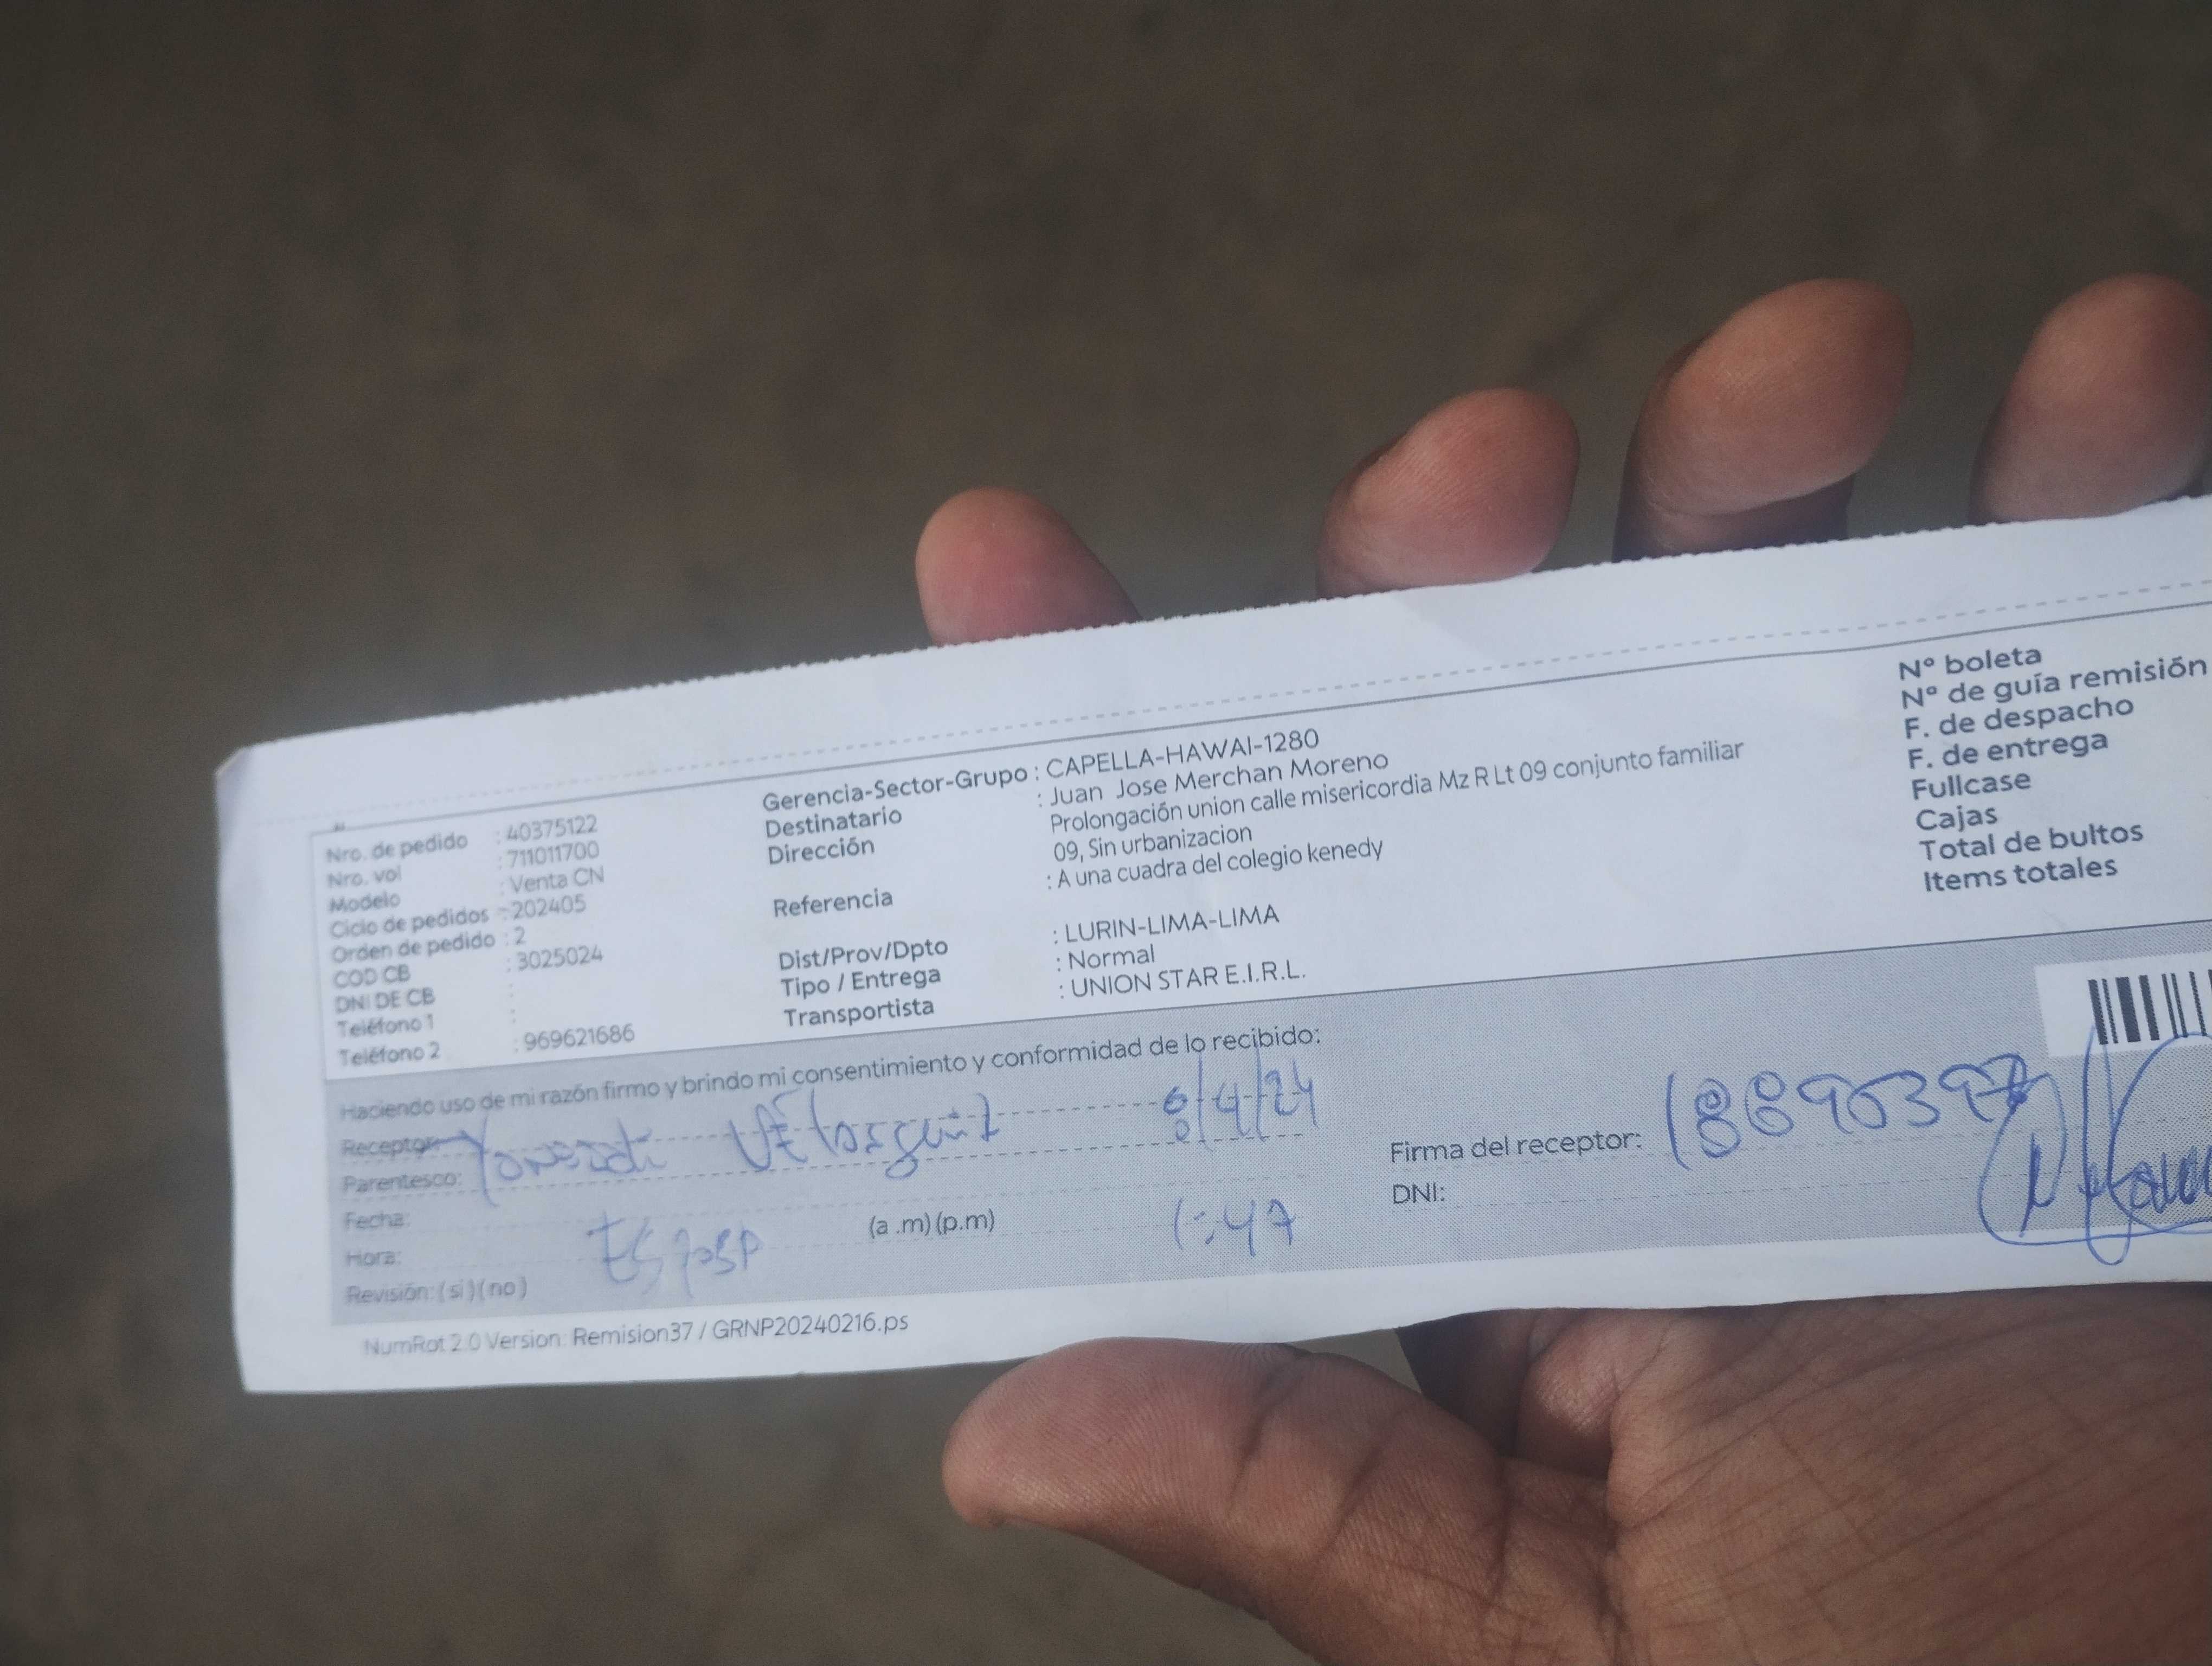 Nro. de pedido : 40375122
Nro. vol : 711011700
Modelo : Venta CN
Ciclo de pedidos : 202405
Orden de pedido : 2
COD CB : 3025024
DNI DE CB :
Teléfono 1 :
Teléfono 2 : 969621686
Gerencia-Sector-Grupo : CAPELLA-HAWAI-1280
Destinatario : Juan Jose Merchan Moreno
Dirección Prolongación union calle misericordia Mz R Lt 09 conjunto familiar
09, Sin urbanizacion
Referencia : A una cuadra del colegio kenedy
Dist/Prov/Dpto : LURIN-LIMA-LIMA
Tipo / Entrega : Normal
Transportista : UNION STAR E.I.R.L.
Nº boleta
Nº de guía remisión
F. de despacho
F. de entrega
Fullcase
Cajas
Total de bultos
Items totales
Haciendo uso de mi razón firmo y brindo mi consentimiento y conformidad de lo recibido:
Receptor:
Parentesco:
Fecha: 6/4/24
Hora: (a .m) (p.m) 1:47
Revisión: ( si ) ( no )
Firma del receptor:
DNI:
NumRot 2.0 Version: Remision37 / GRNP20240216.ps